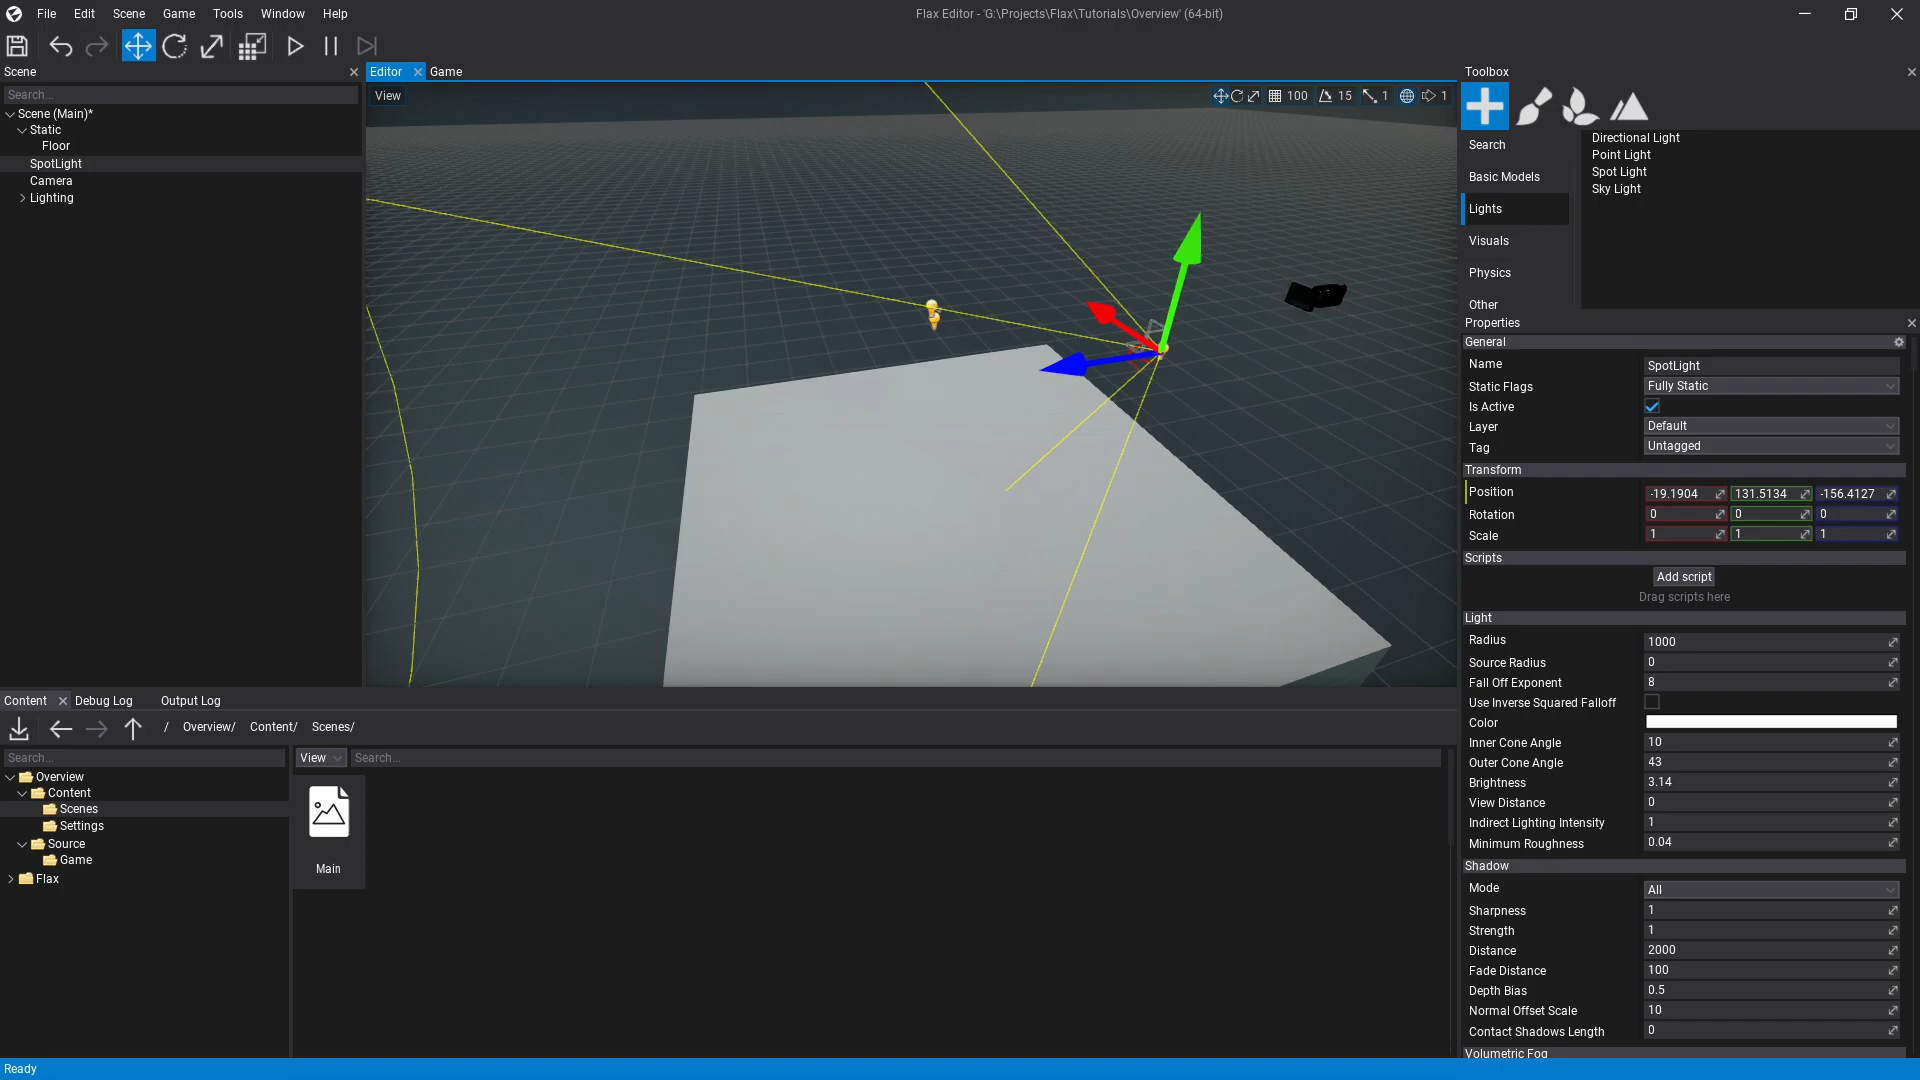 File Edit Scene Game Tools Window Help
Flax Editor - 'G:\Projects\Flax\Tutorials\Overview' (64-bit)
Scene
Search...
Scene (Main)*
Static
Floor
SpotLight
Camera
Lighting
Editor
Game
View
100
15
1
1
Toolbox
Search
Basic Models
Lights
Visuals
Physics
Other
Directional Light
Point Light
Spot Light
Sky Light
Properties
General
Name SpotLight
Static Flags Fully Static
Is Active
Layer Default
Tag Untagged
Transform
Position -19.1904 131.5134 -156.4127
Rotation 0 0 0
Scale 1 1 1
Scripts
Add script
Drag scripts here
Light
Radius 1000
Source Radius 0
Fall Off Exponent 8
Use Inverse Squared Falloff
Color
Inner Cone Angle 10
Outer Cone Angle 43
Brightness 3.14
View Distance 0
Indirect Lighting Intensity 1
Minimum Roughness 0.04
Shadow
Mode All
Sharpness 1
Strength 1
Distance 2000
Fade Distance 100
Depth Bias 0.5
Normal Offset Scale 10
Contact Shadows Length 0
Volumetric Fog
Content Debug Log Output Log
/ Overview/ Content/ Scenes/
Search...
Overview
Content
Scenes
Settings
Source
Game
Flax
View
Search...
Main
Ready